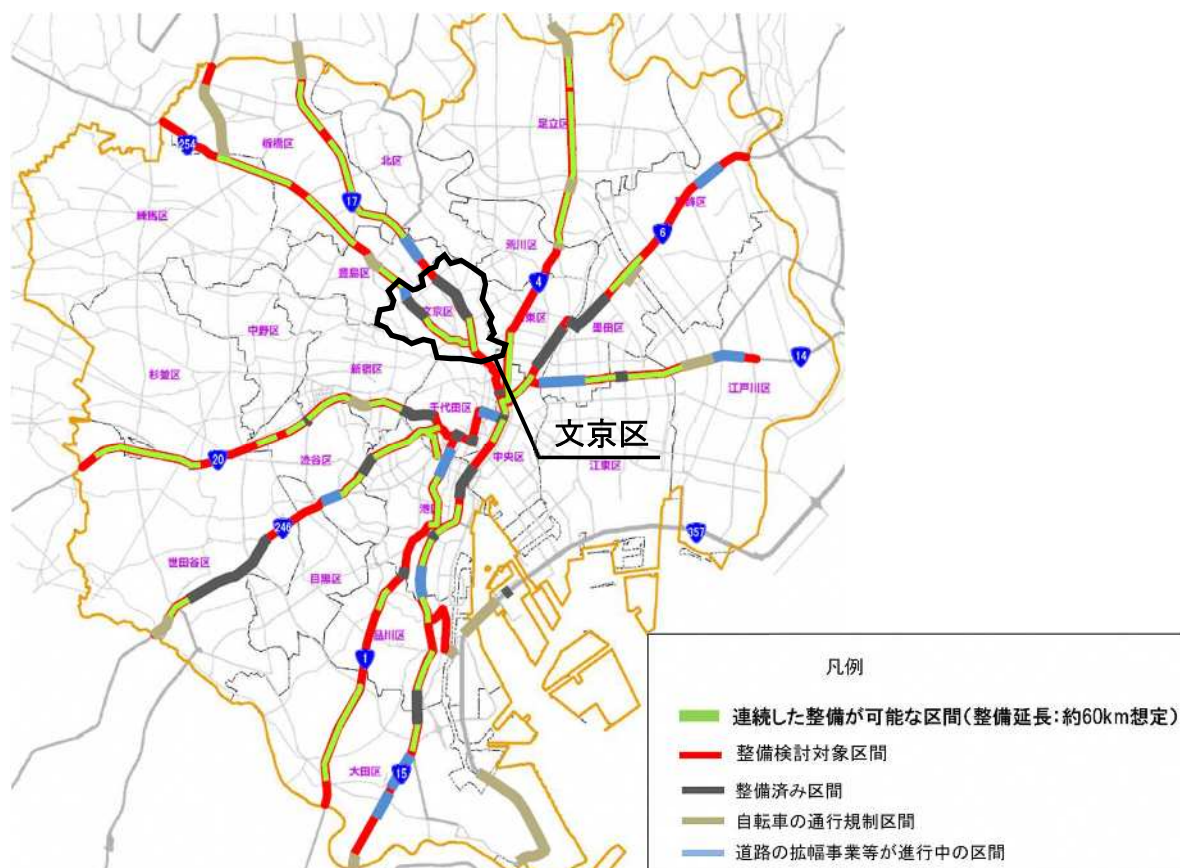 足立区
254
板橋区
北区
練馬区
17
葛飾区
6
荒川区
豊島区
4
文京区
台東区
墨田区
中野区
14
杉並区
新宿区
江戸川区
千代田区
文京区
中央区
江東区
20
渋谷区
港区
246
357
世田谷区
目黒区
品川区
1
大田区
15
凡例
連続した整備が可能な区間(整備延長:約60km想定)
整備検討対象区間
整備済み区間
自転車の通行規制区間
道路の拡幅事業等が進行中の区間